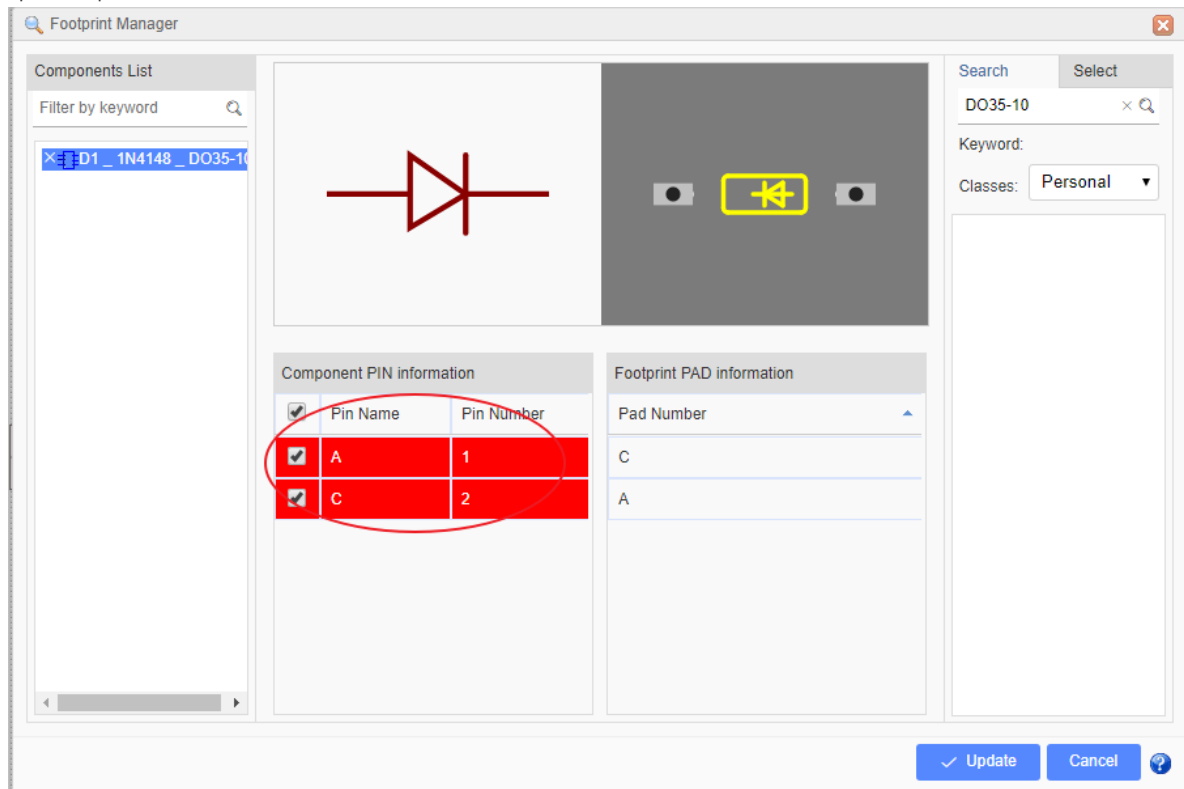 Footprint Manager
Components List
Filter by keyword
D1 _ 1N4148 _ DO35-10
Search Select
DO35-10
Keyword:
Classes: Personal
Component PIN information
Pin Name Pin Number
A 1
C 2
Footprint PAD information
Pad Number
C
A
Update Cancel